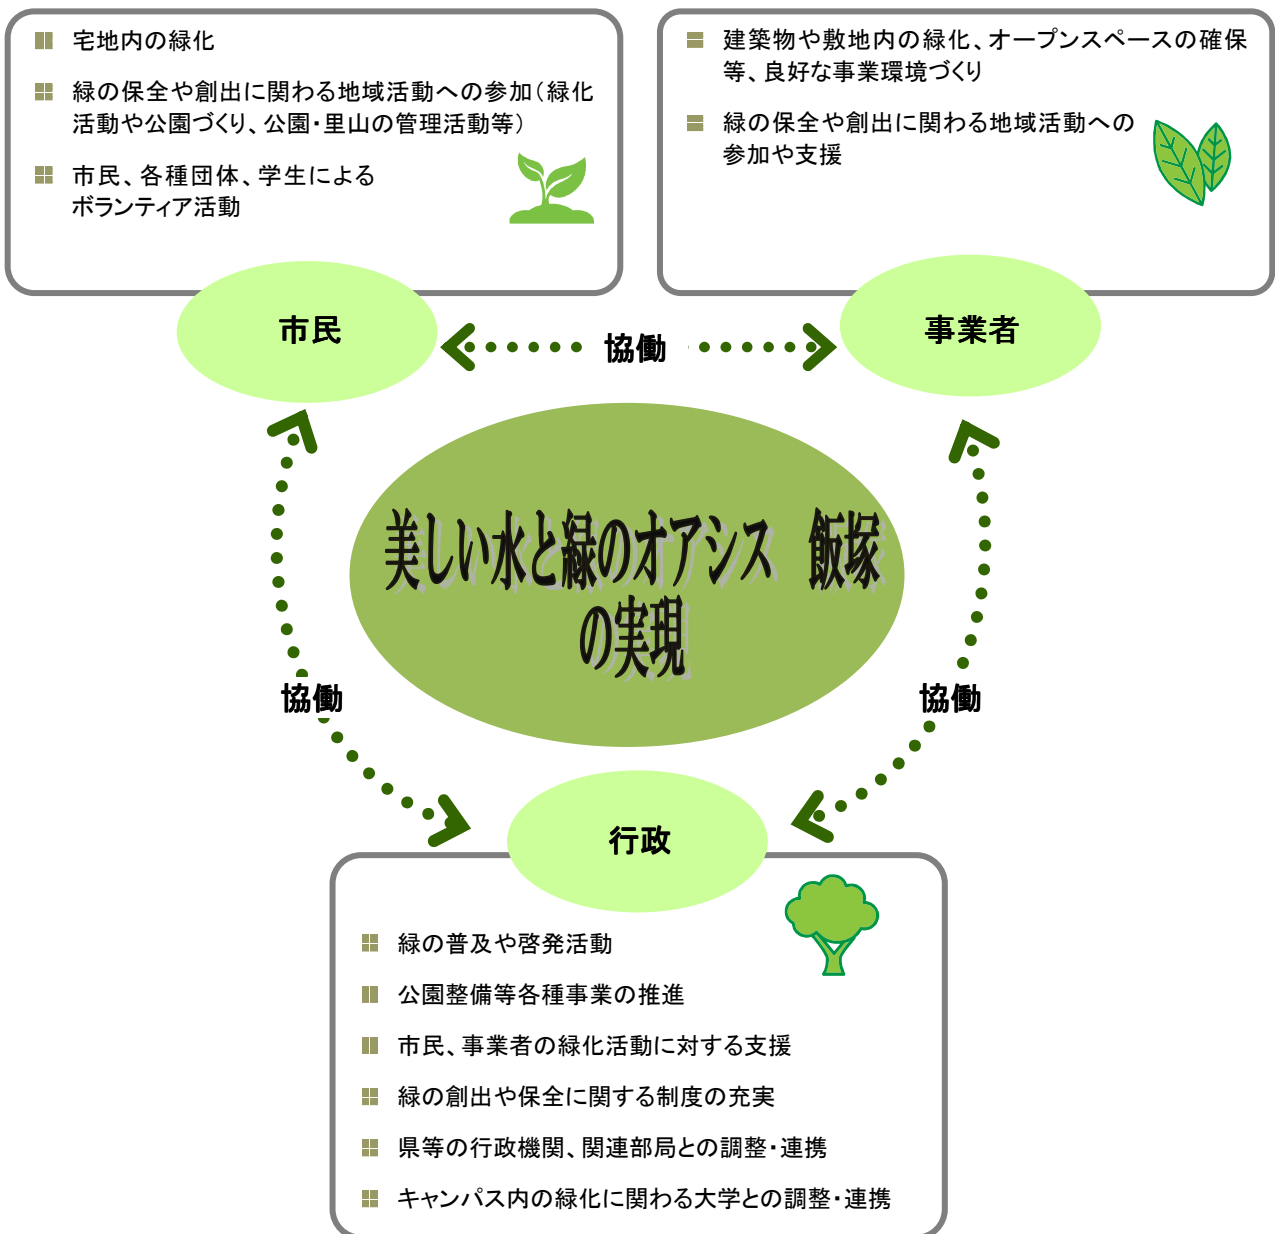 宅地内の緑化
緑の保全や創出に関わる地域活動への参加（緑化
活動や公園づくり、公園・里山の管理活動等）
市民、各種団体、学生による
ボランティア活動
建築物や敷地内の緑化、オープンスペースの確保
等、良好な事業環境づくり
緑の保全や創出に関わる地域活動への
参加や支援
市民
協働
事業者
美しい水と緑のオアシス　飯塚
の実現
協働
協働
行政
緑の普及や啓発活動
公園整備等各種事業の推進
市民、事業者の緑化活動に対する支援
緑の創出や保全に関する制度の充実
県等の行政機関、関連部局との調整・連携
キャンパス内の緑化に関わる大学との調整・連携